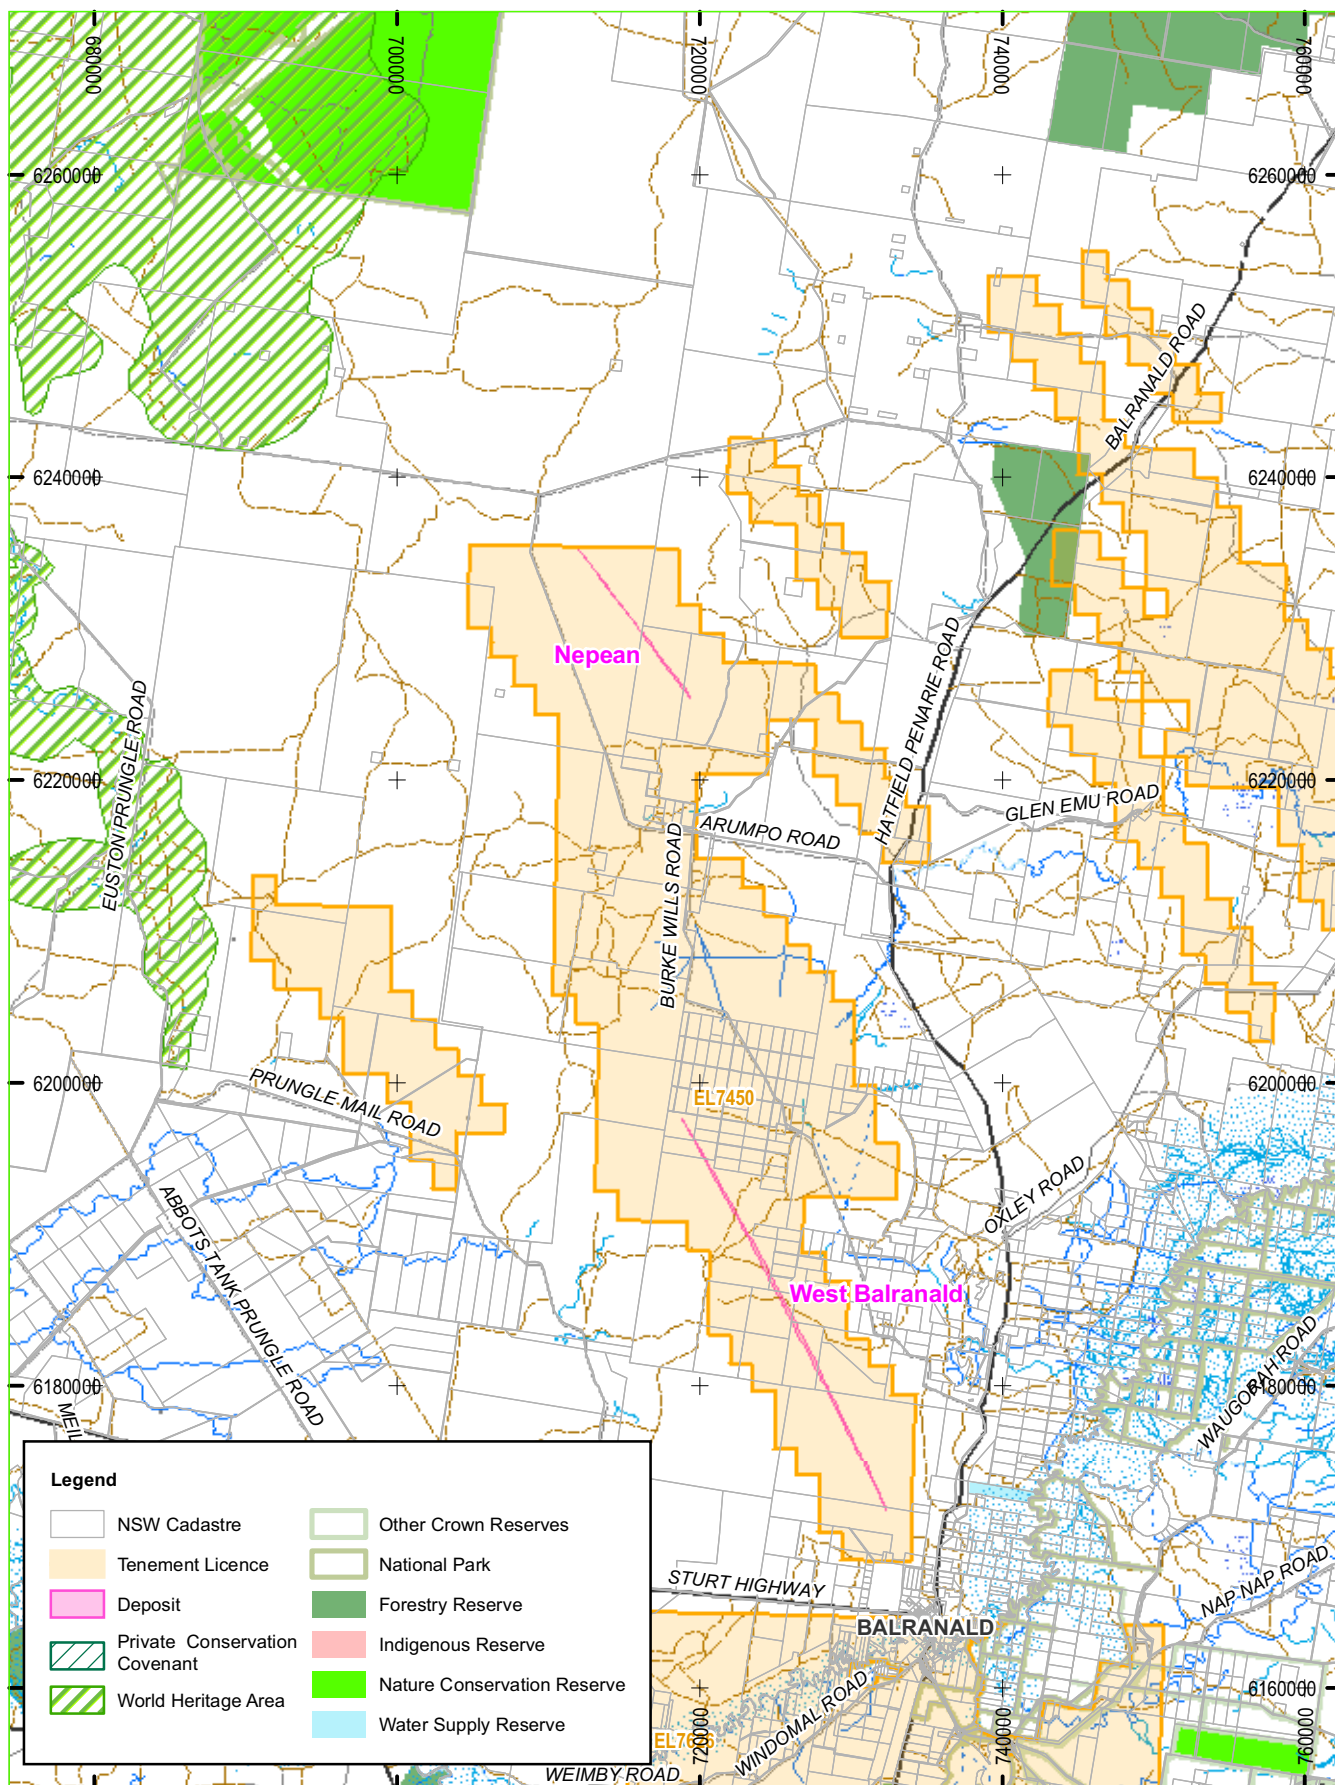 680000
700000
720000
740000
760000
6260000
6260000
BALRANALD ROAD
6240000
6240000
Nepean
HATFIELD PENARIE ROAD
EUSTON PRUNGLE ROAD
6220000
6220000
GLEN EMU ROAD
ARUMPO ROAD
BURKE WILLS ROAD
6200000
6200000
PRUNGLE MAIL ROAD
EL7450
OXLEY ROAD
ABBOTS TANK PRUNGLE ROAD
West Balranald
WAUGORAH ROAD
6180000
6180000
MEIL
Legend
NSW Cadastre
Tenement Licence
Deposit
Private Conservation
Covenant
World Heritage Area
Other Crown Reserves
National Park
Forestry Reserve
Indigenous Reserve
Nature Conservation Reserve
Water Supply Reserve
STURT HIGHWAY
NAP NAP ROAD
BALRANALD
6160000
WINDOMAL ROAD
720000
740000
760000
WEIMBY ROAD